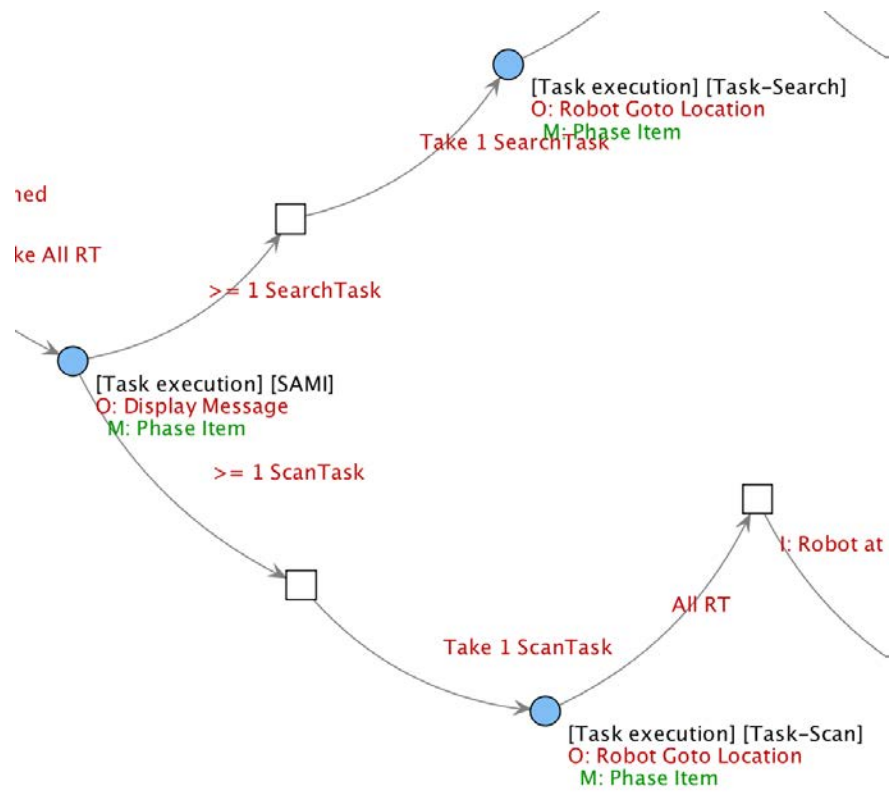 [Task execution] [Task-Search]
O: Robot Goto Location
M: Phase Item
Take 1 SearchTask
ke All RT
>= 1 SearchTask
[Task execution] [SAMI]
O: Display Message
M: Phase Item
>= 1 ScanTask
I: Robot at
All RT
Take 1 ScanTask
[Task execution] [Task-Scan]
O: Robot Goto Location
M: Phase Item